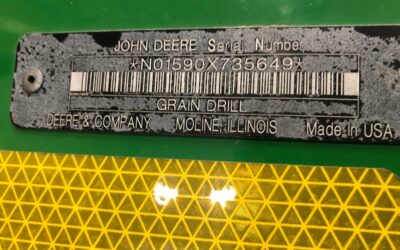 JOHN DEERE Serial Number
*N01590X735649*
GRAIN DRILL
DEERE & COMPANY MOLINE, ILLINOIS Made in USA